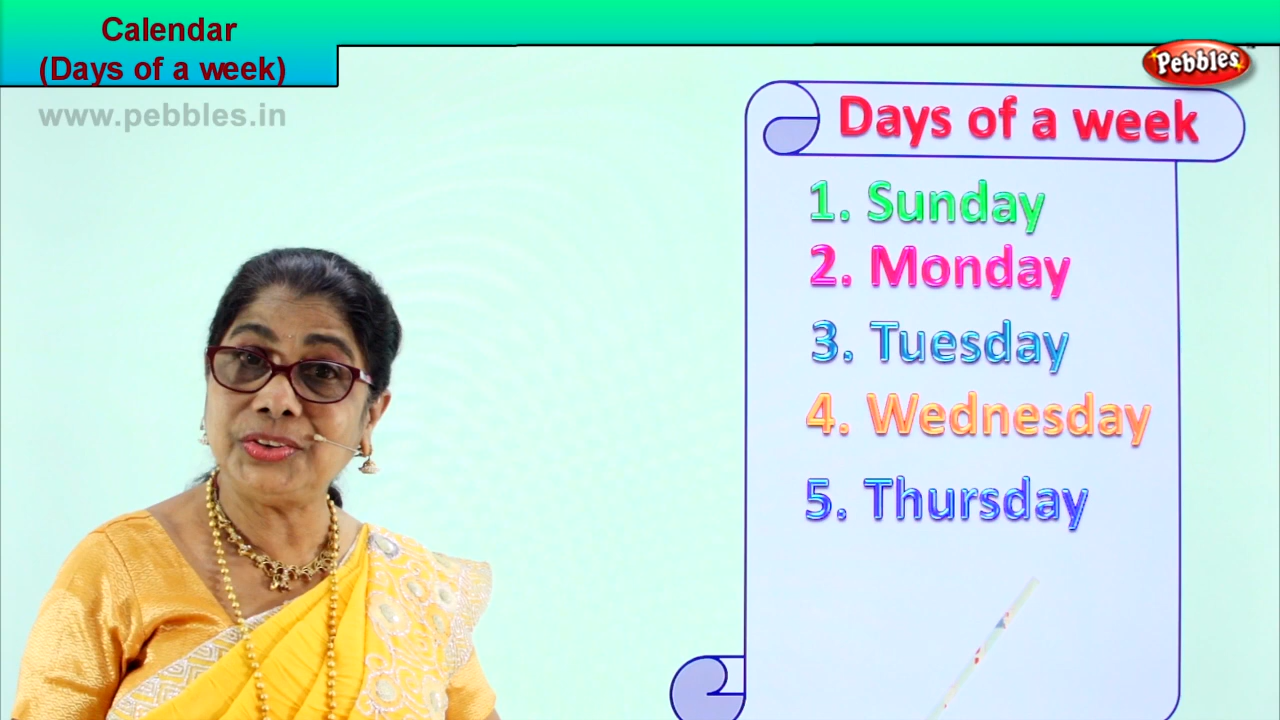 Calendar
(Days of a week)
www.pebbles.in
Pebbles
Days of a week
1. Sunday
2. Monday
3. Tuesday
4. Wednesday
5. Thursday